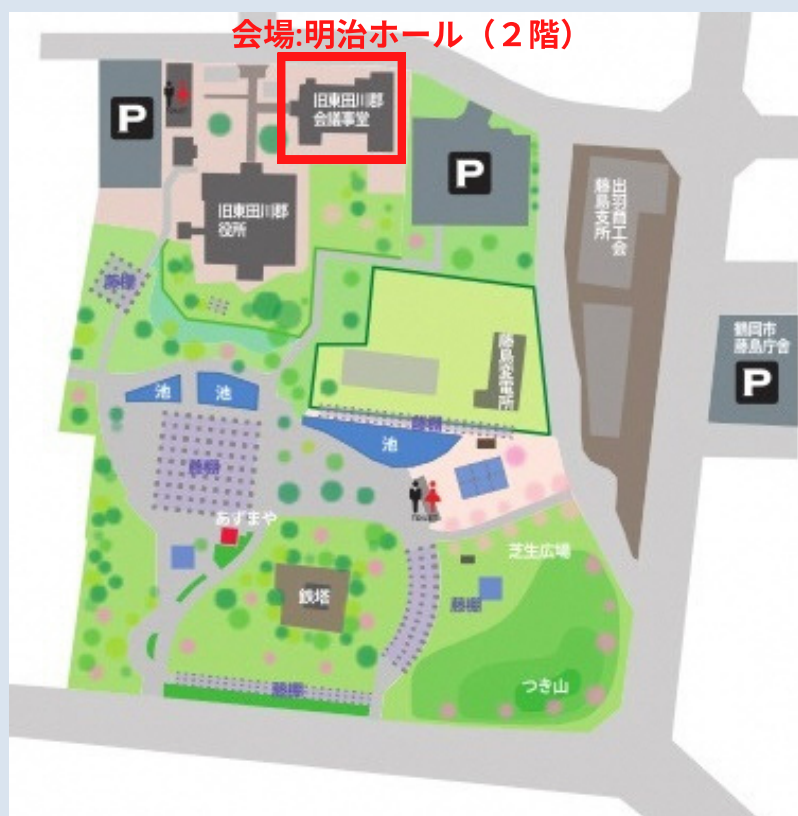 会場:明治ホール（２階）
旧東田川郡
会議事堂
P
P
旧東田川郡
役所
出羽商工会
藤島支所
藤棚
鶴岡市
藤島庁舎
P
藤島変電所
池
池
藤棚
池
藤棚
あずまや
芝生広場
鉄塔
藤棚
つき山
藤棚